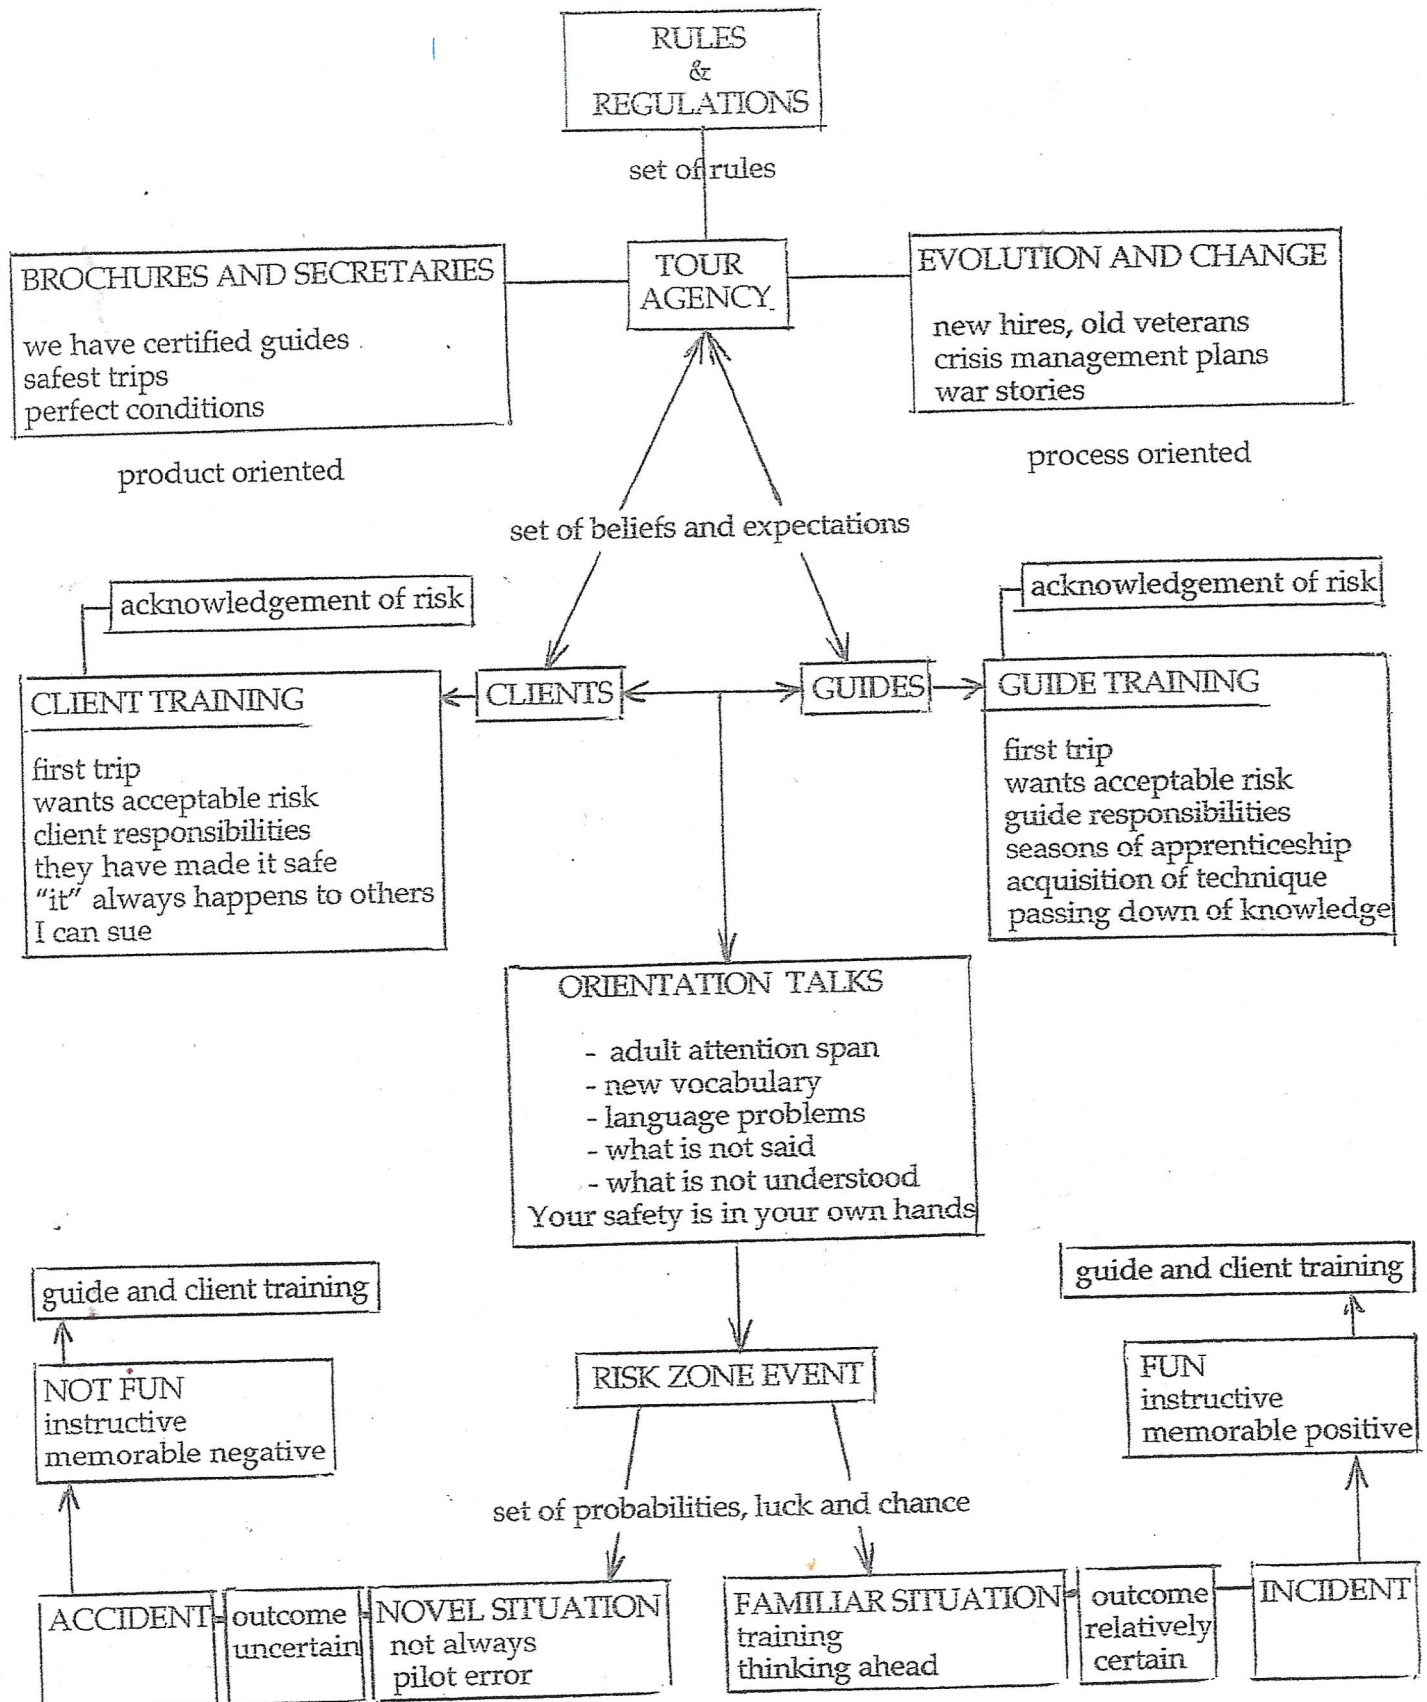 RULES
&
REGULATIONS
set of rules
BROCHURES AND SECRETARIES
we have certified guides
safest trips
perfect conditions
product oriented
TOUR
AGENCY
EVOLUTION AND CHANGE
new hires, old veterans
crisis management plans
war stories
process oriented
set of beliefs and expectations
acknowledgement of risk
acknowledgement of risk
CLIENT TRAINING
first trip
wants acceptable risk
client responsibilities
they have made it safe
“it” always happens to others
I can sue
CLIENTS
GUIDES
GUIDE TRAINING
first trip
wants acceptable risk
guide responsibilities
seasons of apprenticeship
acquisition of technique
passing down of knowledge
ORIENTATION TALKS
- adult attention span
- new vocabulary
- language problems
- what is not said
- what is not understood
Your safety is in your own hands
guide and client training
guide and client training
NOT FUN
instructive
memorable negative
RISK ZONE EVENT
FUN
instructive
memorable positive
set of probabilities, luck and chance
ACCIDENT
outcome
uncertain
NOVEL SITUATION
not always
pilot error
FAMILIAR SITUATION
training
thinking ahead
outcome
relatively
certain
INCIDENT